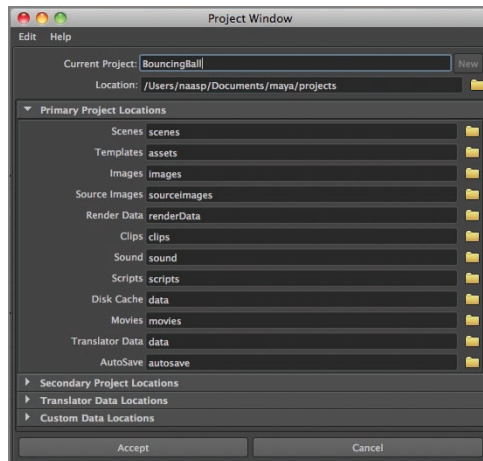 Project Window
Edit Help
Current Project: BouncingBall New
Location: /Users/naasp/Documents/maya/projects
Primary Project Locations
Scenes scenes
Templates assets
Images images
Source Images sourceimages
Render Data renderData
Clips clips
Sound sound
Scripts scripts
Disk Cache data
Movies movies
Translator Data data
AutoSave autosave
Secondary Project Locations
Translator Data Locations
Custom Data Locations
Accept Cancel